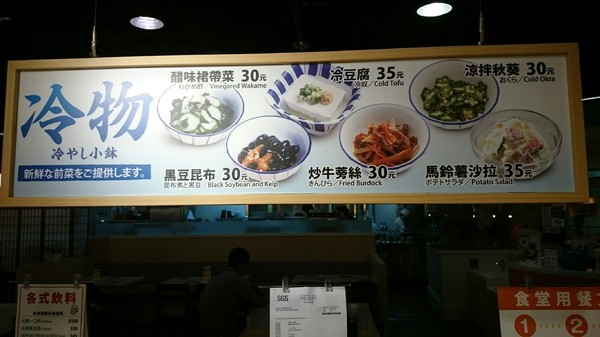 冷物
冷やし小鉢
新鮮な前菜をご提供します。
醋味裙帶菜 30元
わかめ酢／Vinegared Wakame
冷豆腐 35元
冷奴／Cold Tofu
涼拌秋葵 30元
おくら／Cold Okra
黑豆昆布 30元
昆布煮と黒豆／Black Soybean and Kelp
炒牛蒡絲 30元
きんぴら／Fried Burdock
馬鈴薯沙拉 35元
ポテトサラダ／Potato Salad
各式飲料
SGS
食堂用餐
1 2